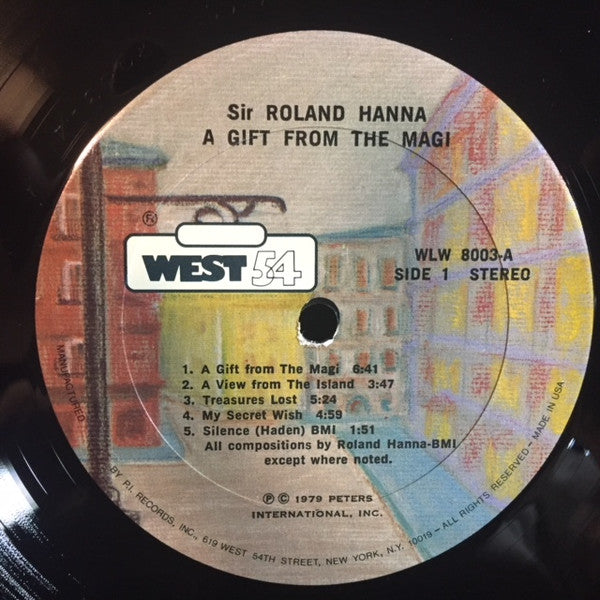 Sir ROLAND HANNA
A GIFT FROM THE MAGI
WEST 54
WLW 8003-A
SIDE 1 STEREO
1. A Gift from The Magi 6:41
2. A View from The Island 3:47
3. Treasures Lost 5:24
4. My Secret Wish 4:59
5. Silence (Haden) BMI 1:51
All compositions by Roland Hanna-BMI
except where noted.
℗ © 1979 PETERS
INTERNATIONAL, INC.
MANUFACTURED BY P.I. RECORDS, INC., 619 WEST 54TH STREET, NEW YORK, N.Y. 10019 - ALL RIGHTS RESERVED - MADE IN USA